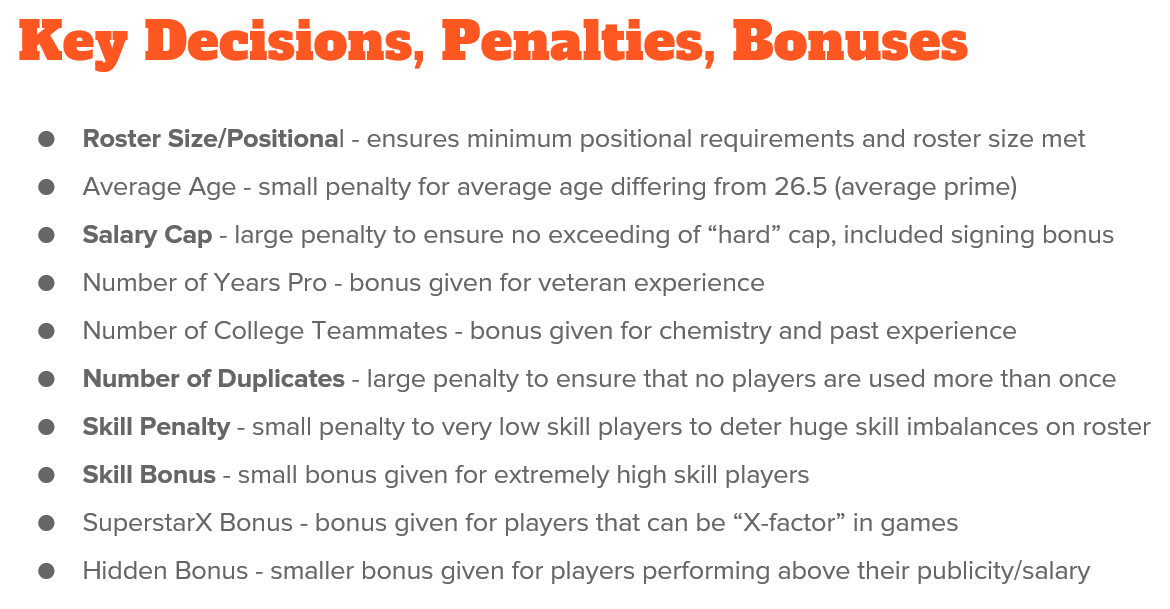 Key Decisions, Penalties, Bonuses
● Roster Size/Positional - ensures minimum positional requirements and roster size met
● Average Age - small penalty for average age differing from 26.5 (average prime)
● Salary Cap - large penalty to ensure no exceeding of “hard” cap, included signing bonus
● Number of Years Pro - bonus given for veteran experience
● Number of College Teammates - bonus given for chemistry and past experience
● Number of Duplicates - large penalty to ensure that no players are used more than once
● Skill Penalty - small penalty to very low skill players to deter huge skill imbalances on roster
● Skill Bonus - small bonus given for extremely high skill players
● SuperstarX Bonus - bonus given for players that can be “X-factor” in games
● Hidden Bonus - smaller bonus given for players performing above their publicity/salary